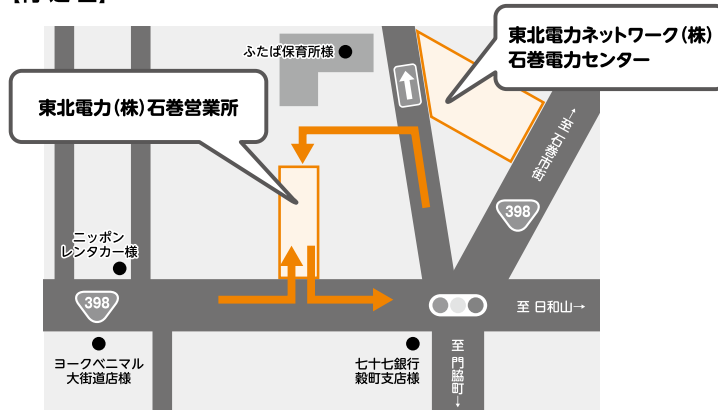 ふたば保育所様
東北電力ネットワーク(株)
石巻電力センター
東北電力(株)石巻営業所
←至 石巻市街
398
ニッポン
レンタカー様
398
至 日和山→
ヨークベニマル
大街道店様
七十七銀行
穀町支店様
至 門脇町→